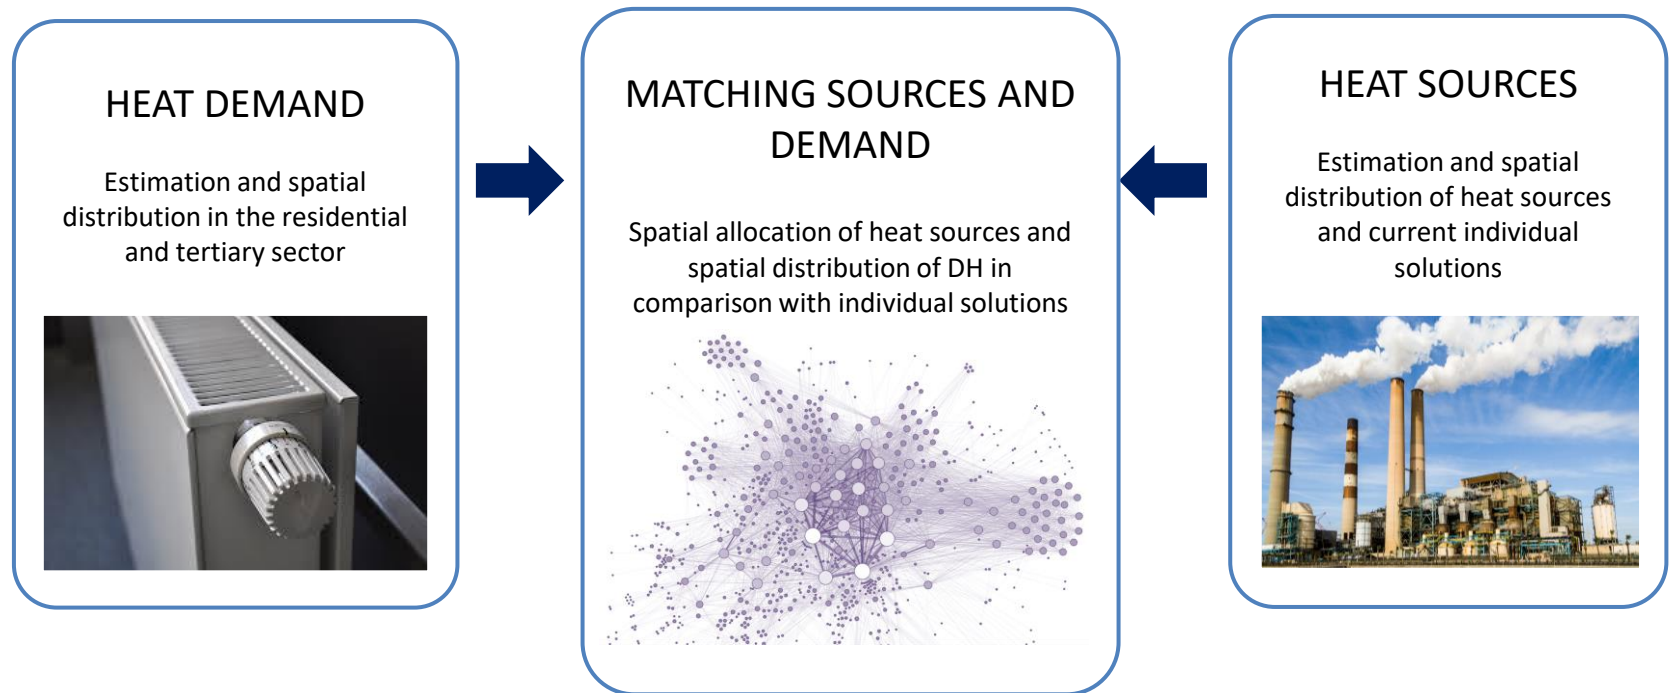 HEAT DEMAND
Estimation and spatial
distribution in the residential
and tertiary sector
MATCHING SOURCES AND
DEMAND
Spatial allocation of heat sources and
spatial distribution of DH in
comparison with individual solutions
HEAT SOURCES
Estimation and spatial
distribution of heat sources
and current individual
solutions